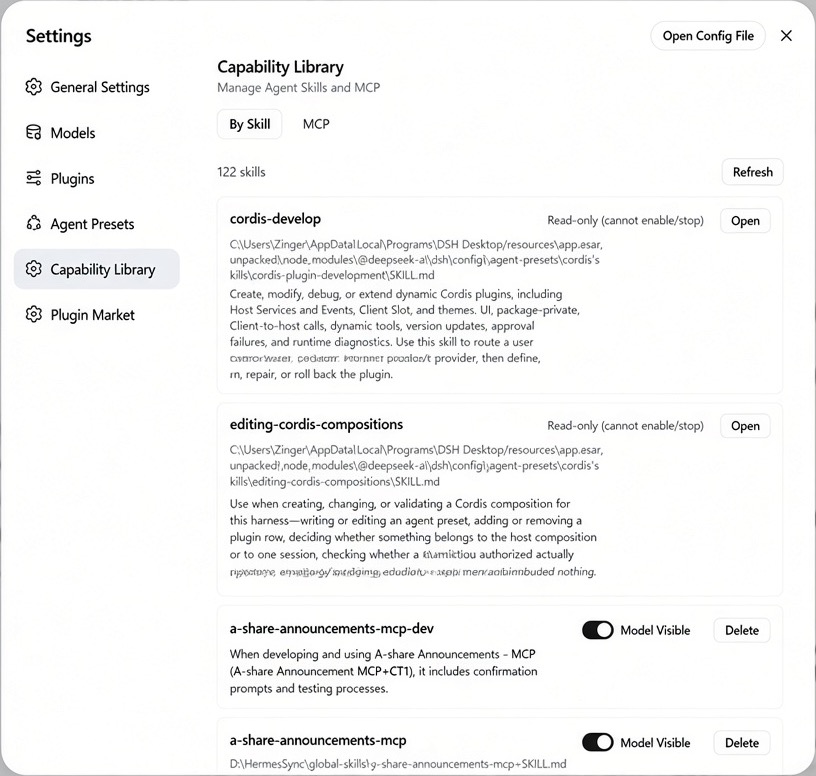 Settings
Open Config File
General Settings
Models
Plugins
Agent Presets
Capability Library
Plugin Market
Capability Library
Manage Agent Skills and MCP
By Skill
MCP
122 skills
Refresh
cordis-develop
Read-only (cannot enable/stop)
Open
C:\Users\Zinger\AppData\Local\Programs\DSH Desktop/resources\app.esar,
unpacked\,node,modules\@deepseek-a\\dsh\config\agent-presets\cordis's
kills\cordis-plugin-development\SKILL.md
Create, modify, debug, or extend dynamic Cordis plugins, including
Host Services and Events, Client Slot, and themes. UI, package-private,
Client-to-host calls, dynamic tools, version updates, approval
failures, and runtime diagnostics. Use this skill to route a user
provider, then define,
rn, repair, or roll back the plugin.
editing-cordis-compositions
Read-only (cannot enable/stop)
Open
C:\Users\Zinger\AppData\Local\Programs\DSH Desktop/resources\app.esar,
unpacked\,node,modules\@deepseek-a\\dsh\config\agent-presets\cordis's
kills\editing-cordis-compositions\SKILL.md
Use when creating, changing, or validating a Cordis composition for
this harness—writing or editing an agent preset, adding or removing a
plugin row, deciding whether something belongs to the host composition
or to one session, checking whether a authorized actually
nothing.
a-share-announcements-mcp-dev
Model Visible
Delete
When developing and using A-share Announcements - MCP
(A-share Announcement MCP+CT1), it includes confirmation
prompts and testing processes.
a-share-announcements-mcp
Model Visible
Delete
D:\HermesSync\global-skills\g-share-announcements-mcp+SKILL.md